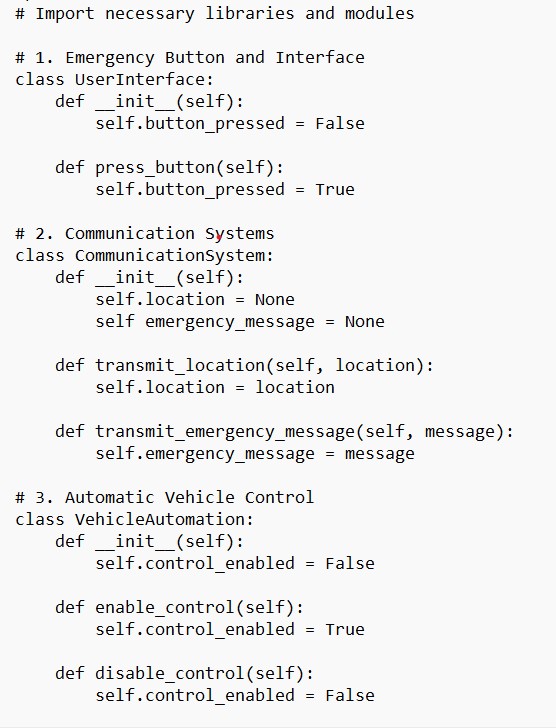 # Import necessary libraries and modules
# 1. Emergency Button and Interface
class UserInterface:
    def __init__(self):
        self.button_pressed = False
    def press_button(self):
        self.button_pressed = True
# 2. Communication Systems
class CommunicationSystem:
    def __init__(self):
        self.location = None
        self emergency_message = None
    def transmit_location(self, location):
        self.location = location
    def transmit_emergency_message(self, message):
        self.emergency_message = message
# 3. Automatic Vehicle Control
class VehicleAutomation:
    def __init__(self):
        self.control_enabled = False
    def enable_control(self):
        self.control_enabled = True
    def disable_control(self):
        self.control_enabled = False